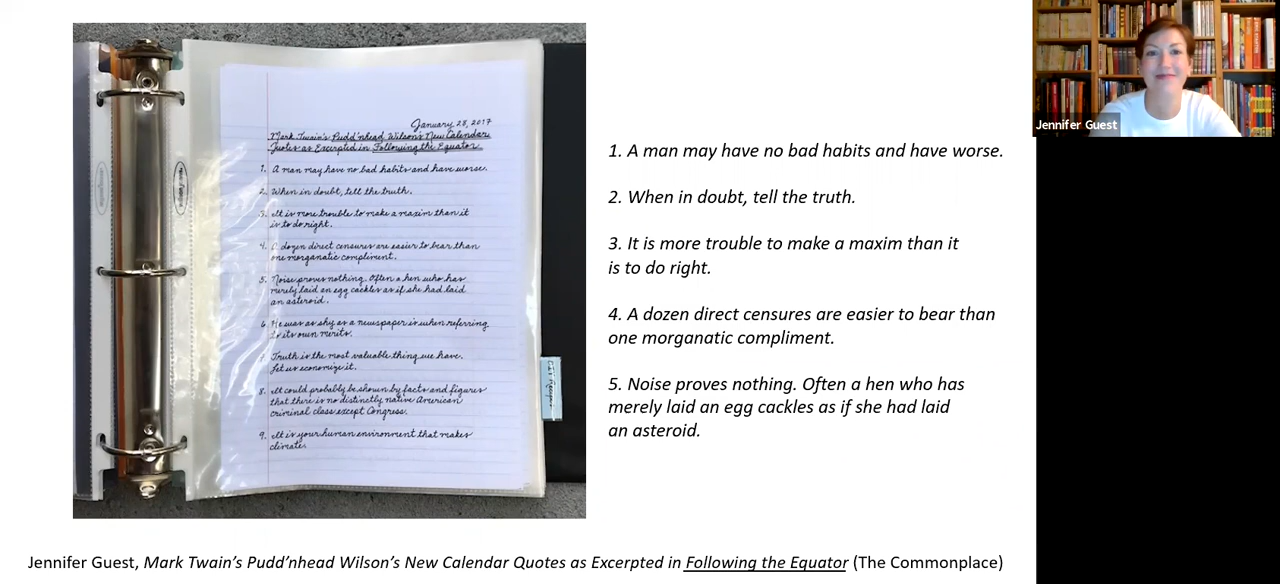 January 28, 2017
Mark Twain's Pudd'nhead Wilson's New Calendar
Quotes as Excerpted in Following the Equator
1. A man may have no bad habits and have worse.
2. When in doubt, tell the truth.
3. It is more trouble to make a maxim than it
is to do right.
4. A dozen direct censures are easier to bear than
one morganatic compliment.
5. Noise proves nothing. Often a hen who has
merely laid an egg cackles as if she had laid
an asteroid.
6. He was as shy as a newspaper is when referring
to its own merits.
7. Truth is the most valuable thing we have.
Let us economize it.
8. It could probably be shown by facts and figures
that there is no distinctly native American
criminal class except Congress.
9. It is your human environment that makes
climate.
1. A man may have no bad habits and have worse.
2. When in doubt, tell the truth.
3. It is more trouble to make a maxim than it
is to do right.
4. A dozen direct censures are easier to bear than
one morganatic compliment.
5. Noise proves nothing. Often a hen who has
merely laid an egg cackles as if she had laid
an asteroid.
Jennifer Guest
Jennifer Guest, Mark Twain's Pudd'nhead Wilson's New Calendar Quotes as Excerpted in Following the Equator (The Commonplace)